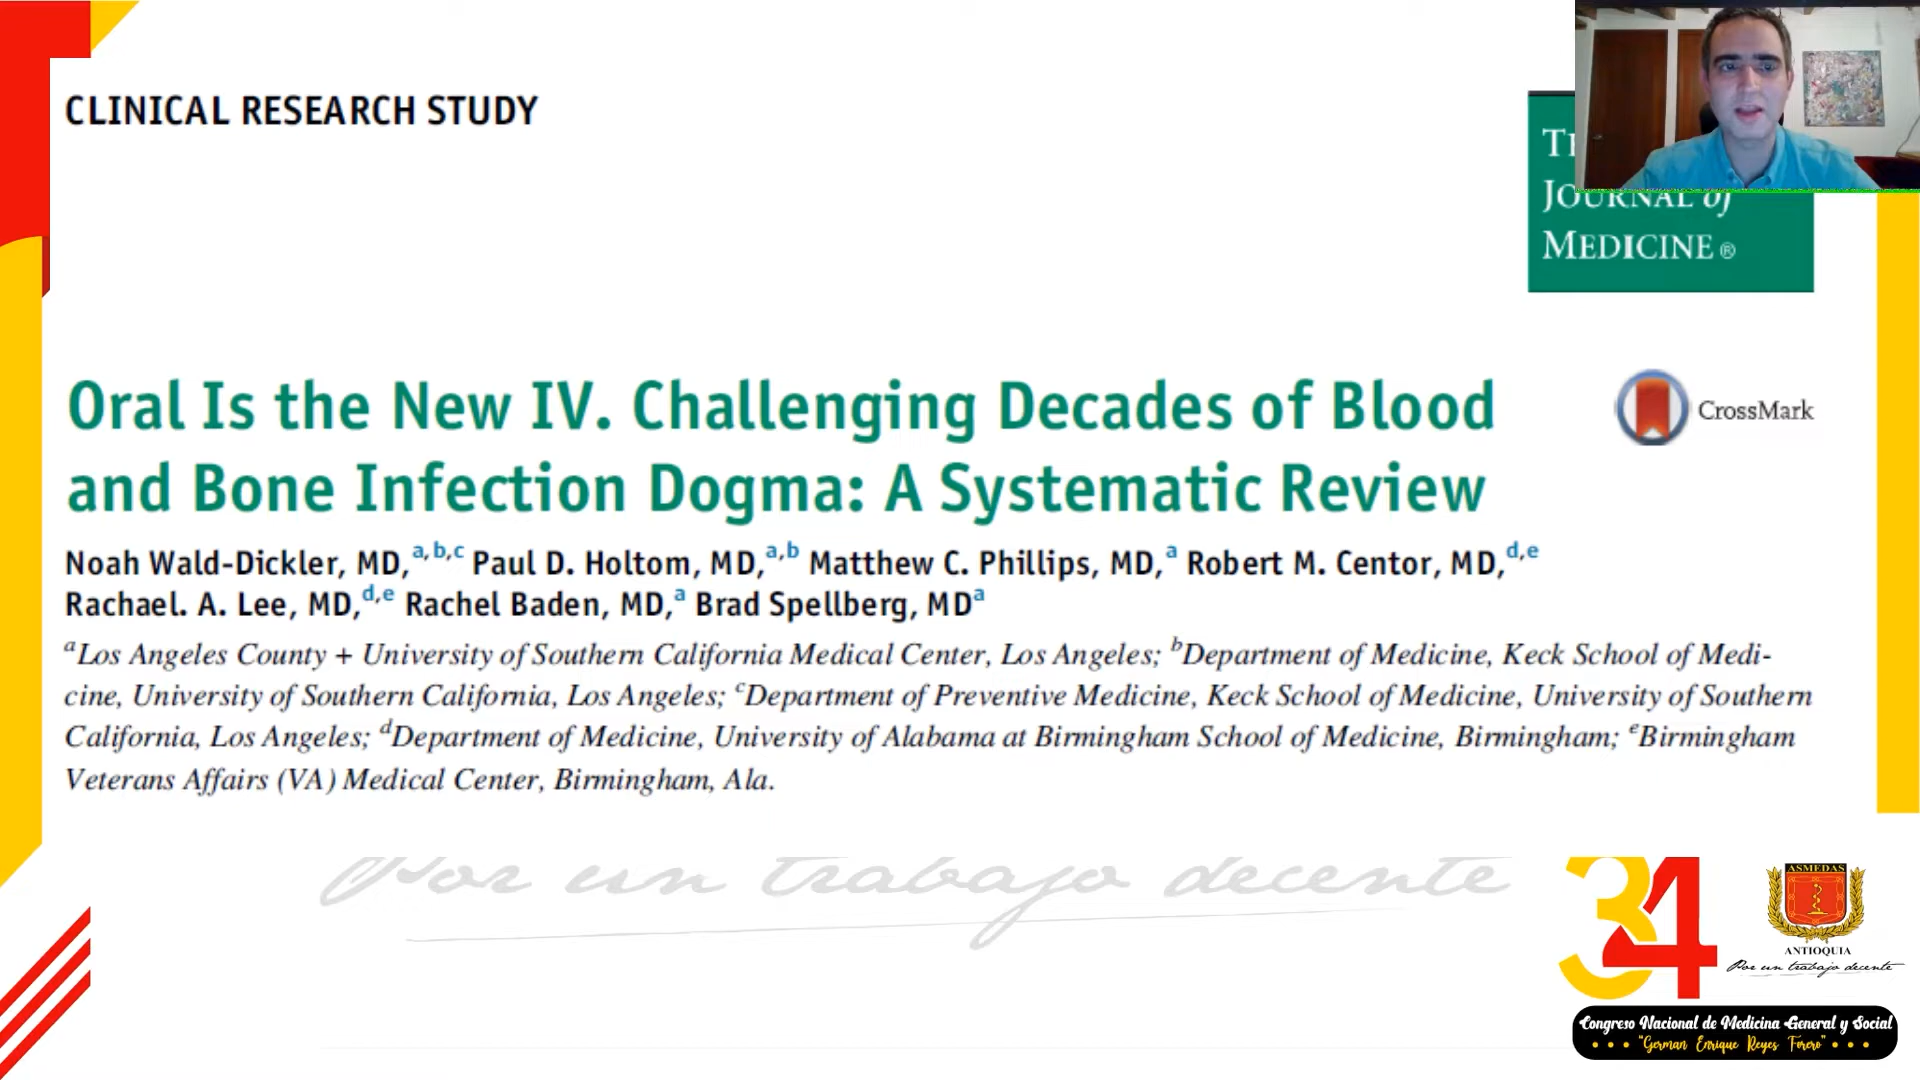 CLINICAL RESEARCH STUDY
JOURNAL of
MEDICINE®
Oral Is the New IV. Challenging Decades of Blood
and Bone Infection Dogma: A Systematic Review
CrossMark
Noah Wald-Dickler, MD,a,b,c Paul D. Holtom, MD,a,b Matthew C. Phillips, MD,a Robert M. Centor, MD,d,e
Rachael. A. Lee, MD,d,e Rachel Baden, MD,a Brad Spellberg, MDa
aLos Angeles County + University of Southern California Medical Center, Los Angeles; bDepartment of Medicine, Keck School of Medi-
cine, University of Southern California, Los Angeles; cDepartment of Preventive Medicine, Keck School of Medicine, University of Southern
California, Los Angeles; dDepartment of Medicine, University of Alabama at Birmingham School of Medicine, Birmingham; eBirmingham
Veterans Affairs (VA) Medical Center, Birmingham, Ala.
Por un trabajo decente
34
ASMEDAS
ANTIOQUIA
Por un trabajo decente
Congreso Nacional de Medicina General y Social
"German Enrique Reyes Forero"